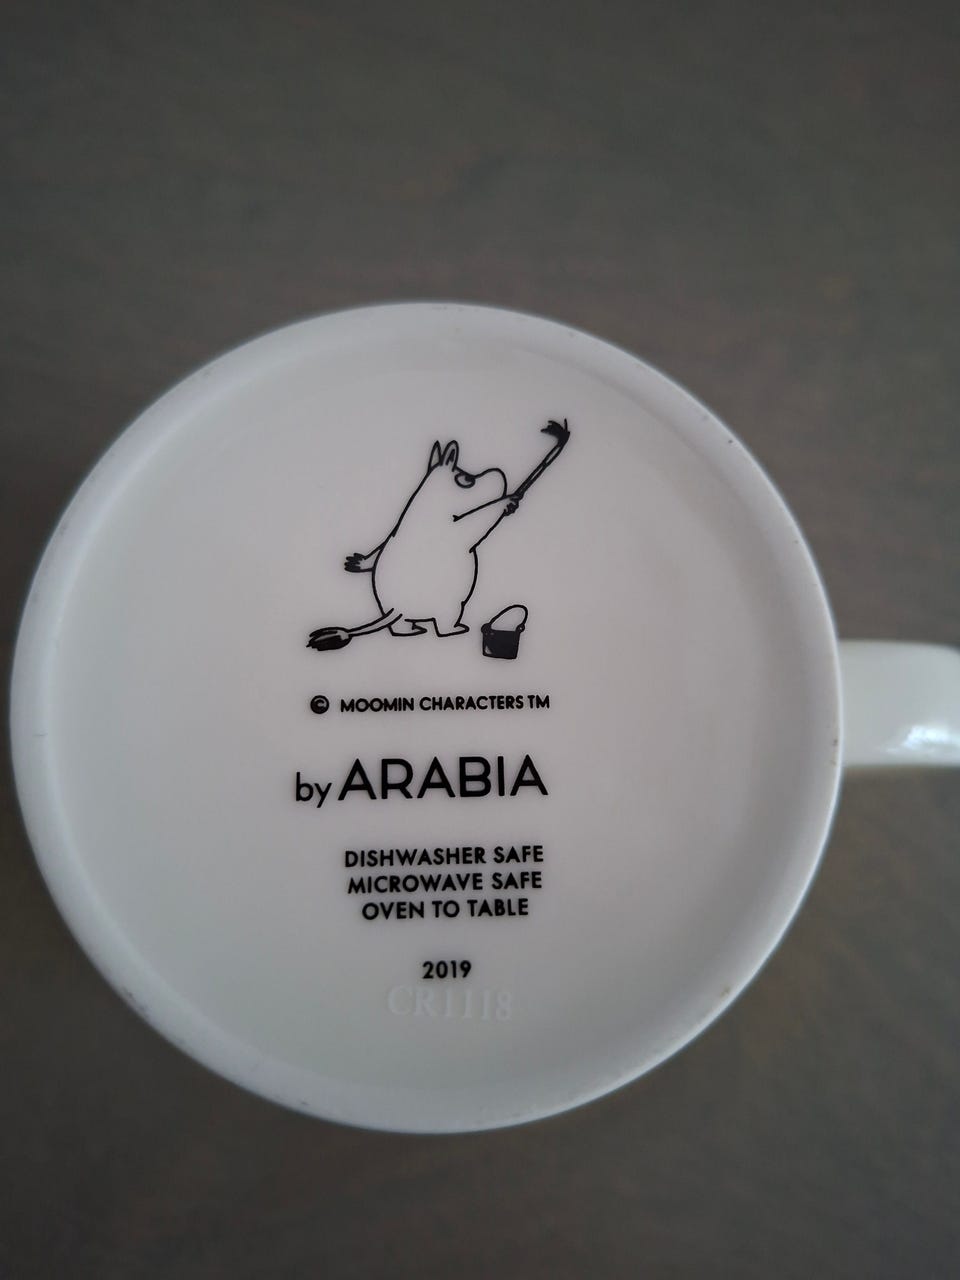 © MOOMIN CHARACTERS TM
by ARABIA
DISHWASHER SAFE
MICROWAVE SAFE
OVEN TO TABLE
2019
CR1118